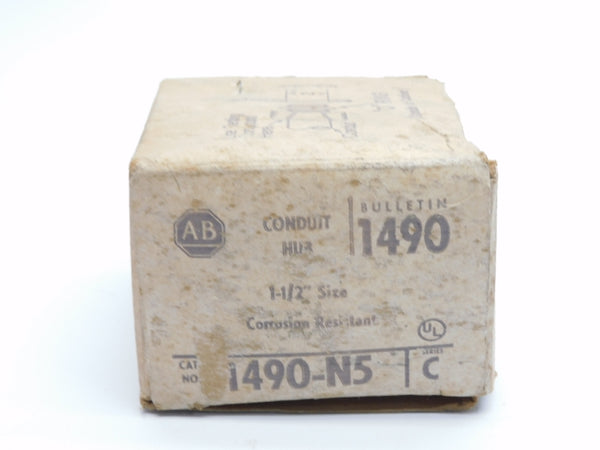 AB
CONDUIT
HUB
BULLETIN
1490
1-1/2" Size
Corrosion Resistant
UL
CAT.
NO.
1490-N5
SERIES
C